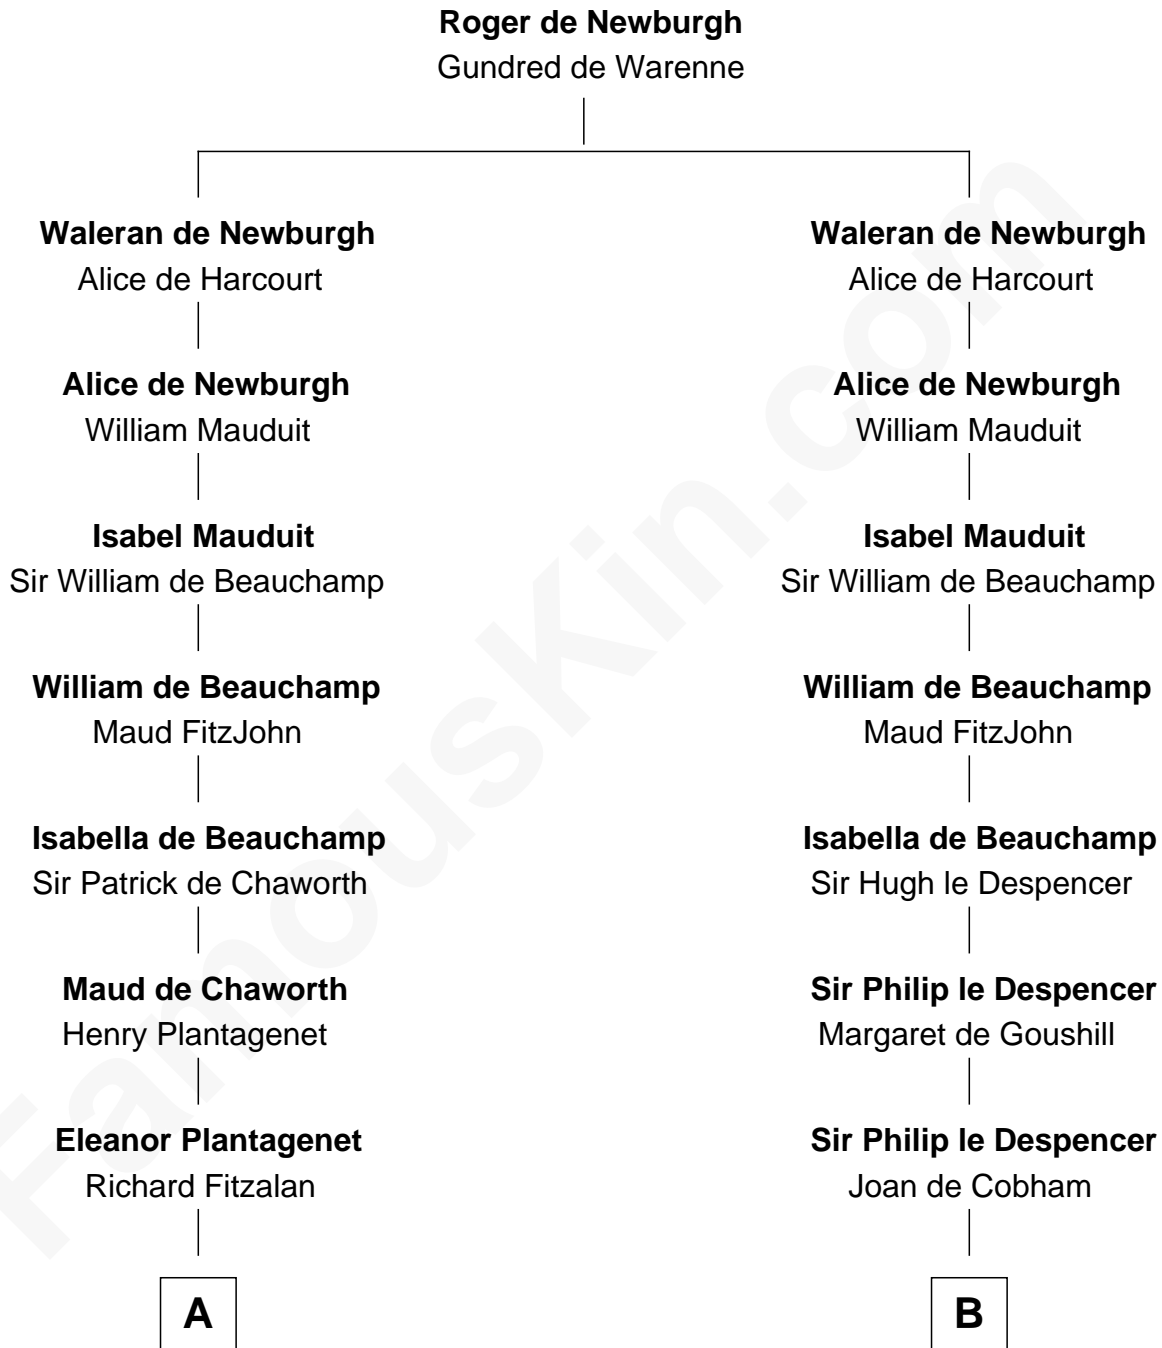 Roger de Newburgh
Gundred de Warenne
Waleran de Newburgh
Alice de Harcourt
Alice de Newburgh
William Mauduit
Isabel Mauduit
Sir William de Beauchamp
William de Beauchamp
Maud FitzJohn
Isabella de Beauchamp
Sir Patrick de Chaworth
Maud de Chaworth
Henry Plantagenet
Eleanor Plantagenet
Richard Fitzalan
A
Waleran de Newburgh
Alice de Harcourt
Alice de Newburgh
William Mauduit
Isabel Mauduit
Sir William de Beauchamp
William de Beauchamp
Maud FitzJohn
Isabella de Beauchamp
Sir Hugh le Despencer
Sir Philip le Despencer
Margaret de Goushill
Sir Philip le Despencer
Joan de Cobham
B
FamousKin.com